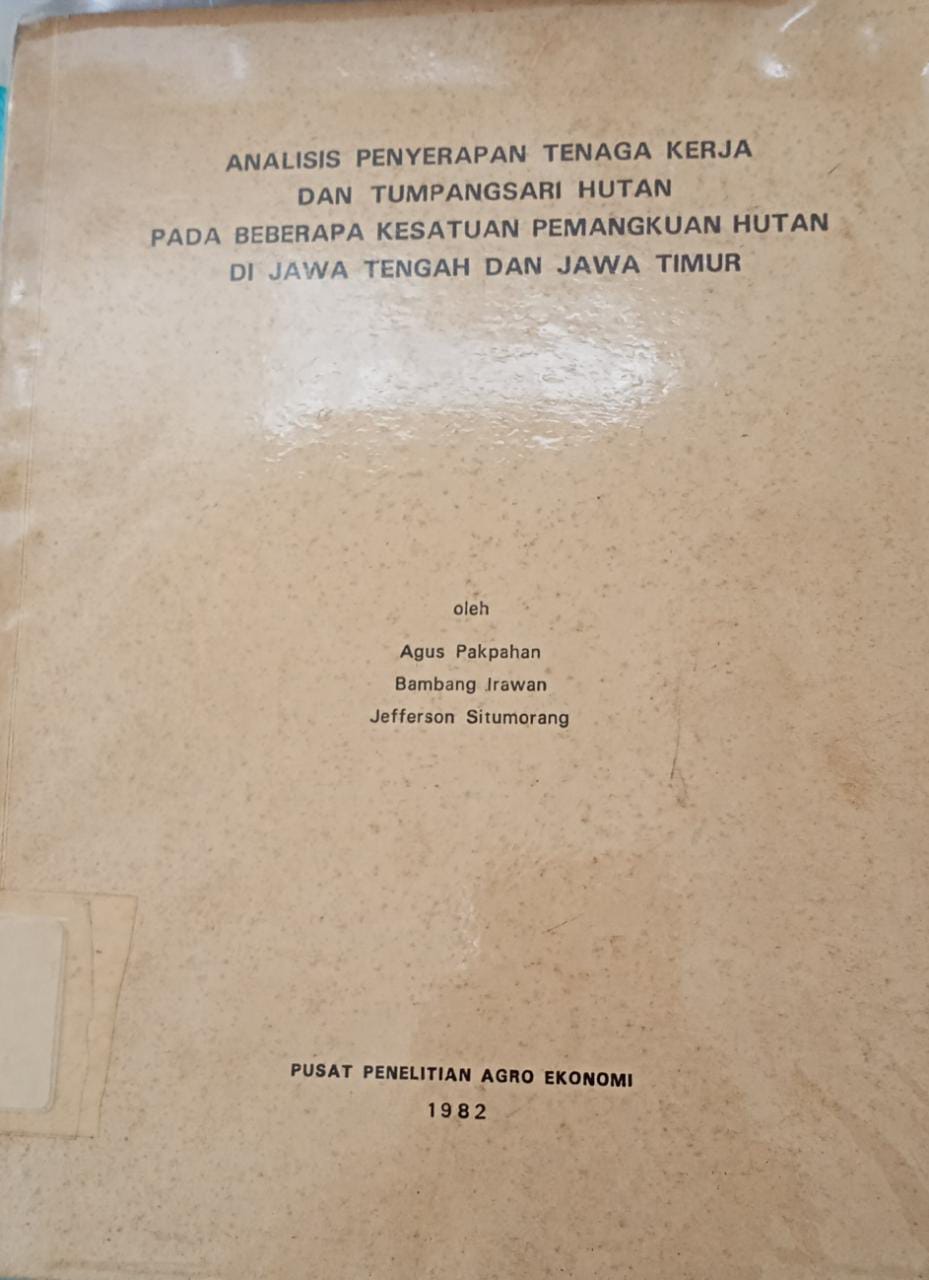 ANALISIS PENYERAPAN TENAGA KERJA
DAN TUMPANGSARI HUTAN
PADA BEBERAPA KESATUAN PEMANGKUAN HUTAN
DI JAWA TENGAH DAN JAWA TIMUR
oleh
Agus Pakpahan
Bambang Irawan
Jefferson Situmorang
PUSAT PENELITIAN AGRO EKONOMI
1982